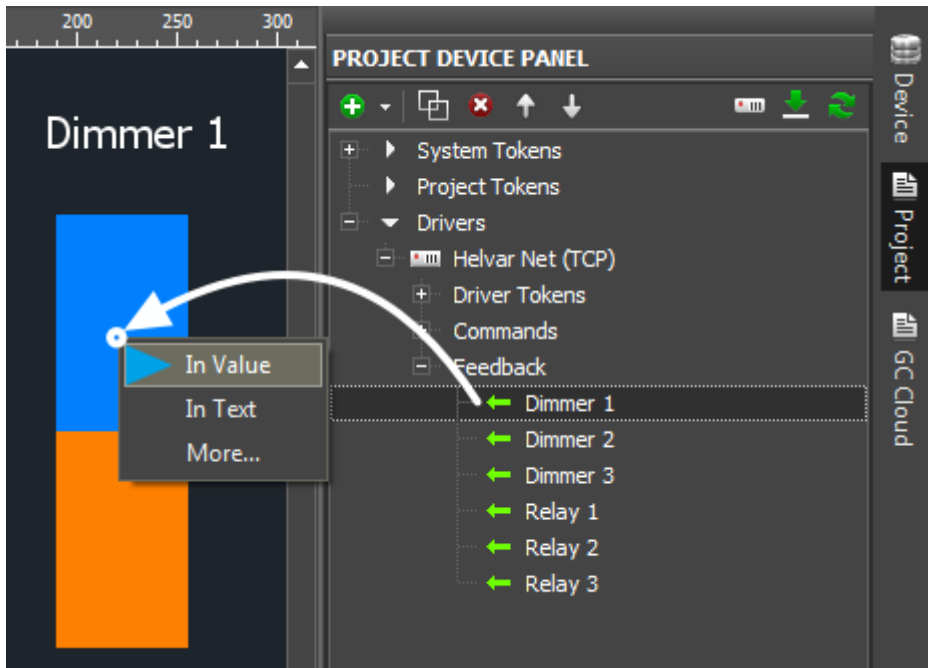 200 250 300
Dimmer 1
In Value
In Text
More...
PROJECT DEVICE PANEL
System Tokens
Project Tokens
Drivers
Helvar Net (TCP)
Driver Tokens
Commands
Feedback
Dimmer 1
Dimmer 2
Dimmer 3
Relay 1
Relay 2
Relay 3
Device
Project
GC Cloud